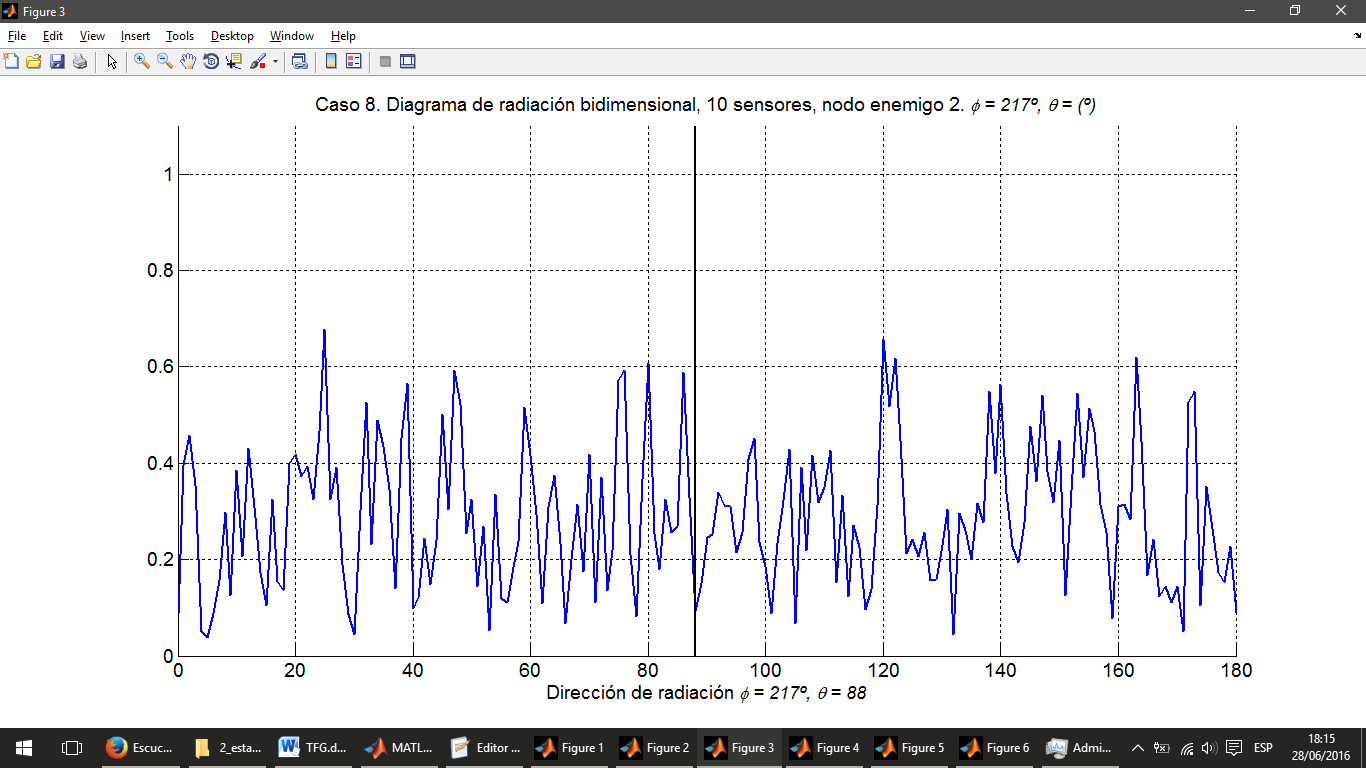 Figure 3
File Edit View Insert Tools Desktop Window Help
Caso 8. Diagrama de radiación bidimensional, 10 sensores, nodo enemigo 2. ϕ = 217º, θ = (º)
1
0.8
0.6
0.4
0.2
0
0 20 40 60 80 100 120 140 160 180
Dirección de radiación ϕ = 217º, θ = 88
Escuc... 2_esta... TFG.d... MATL... Editor ... Figure 1 Figure 2 Figure 3 Figure 4 Figure 5 Figure 6 Admi... ESP 18:15
28/06/2016